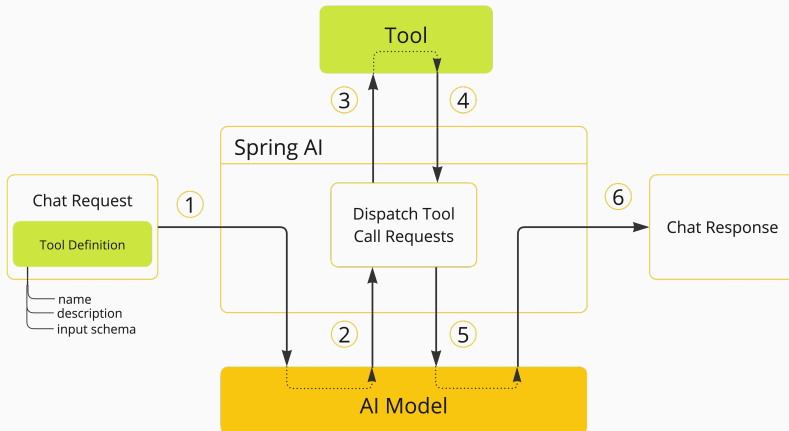 Tool
3
4
Spring AI
Chat Request
Tool Definition
name
description
input schema
1
Dispatch Tool
Call Requests
6
Chat Response
2
5
AI Model